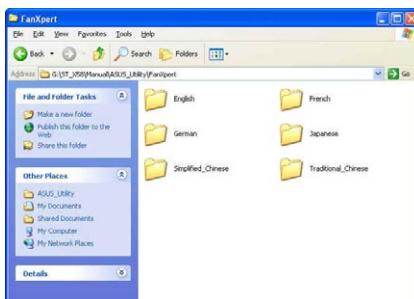 FanXpert
File Edit View Favorites Tools Help
Back Search Folders
Address G:\ST_X58\Manual\ASUS_Utility\FanXpert Go
File and Folder Tasks
Make a new folder
Publish this folder to the
Web
Share this folder
Other Places
ASUS_Utility
My Documents
Shared Documents
My Computer
My Network Places
Details
English
French
German
Japanese
Simplified_Chinese
Traditional_Chinese